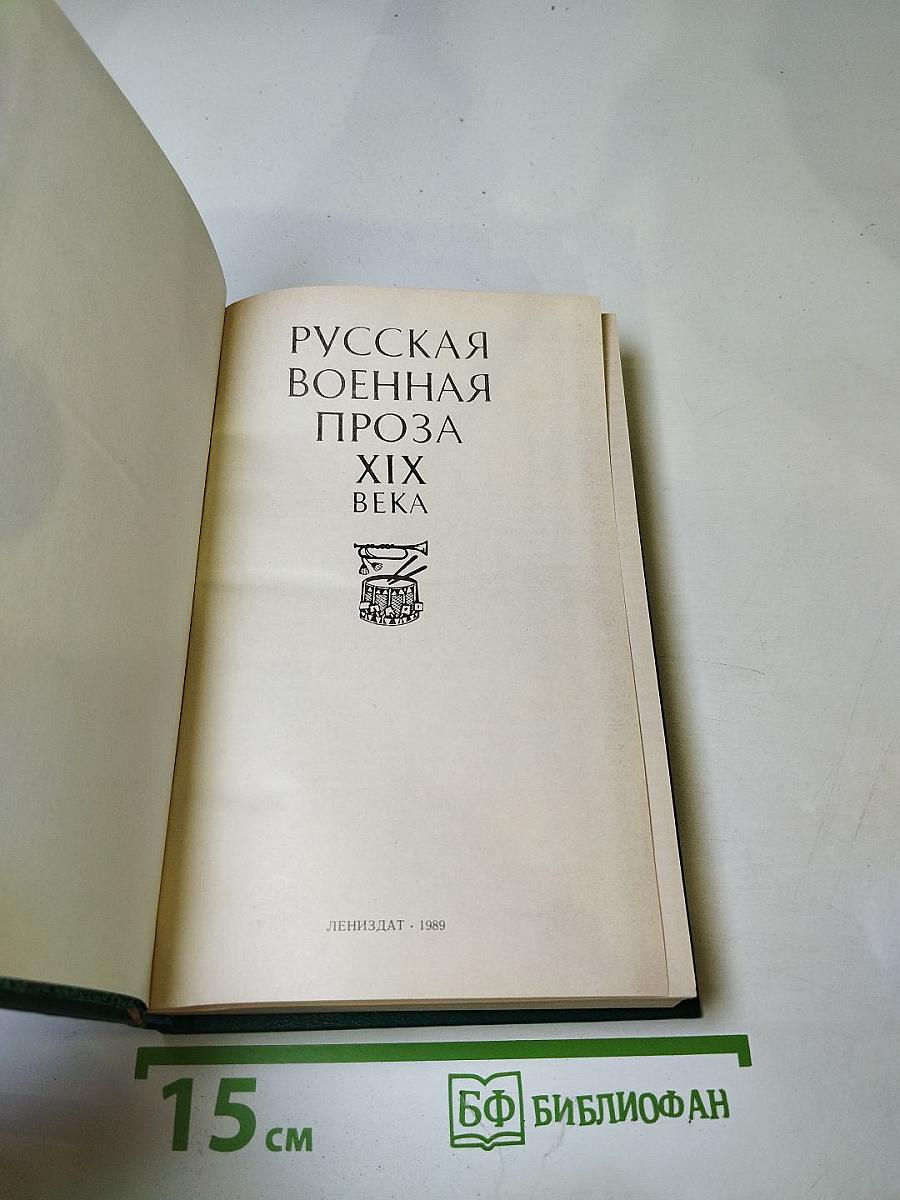 РУССКАЯ
ВОЕННАЯ
ПРОЗА
XIX
ВЕКА
ЛЕНИЗДАТ · 1989
15 см
БФ БИБЛИОФАН